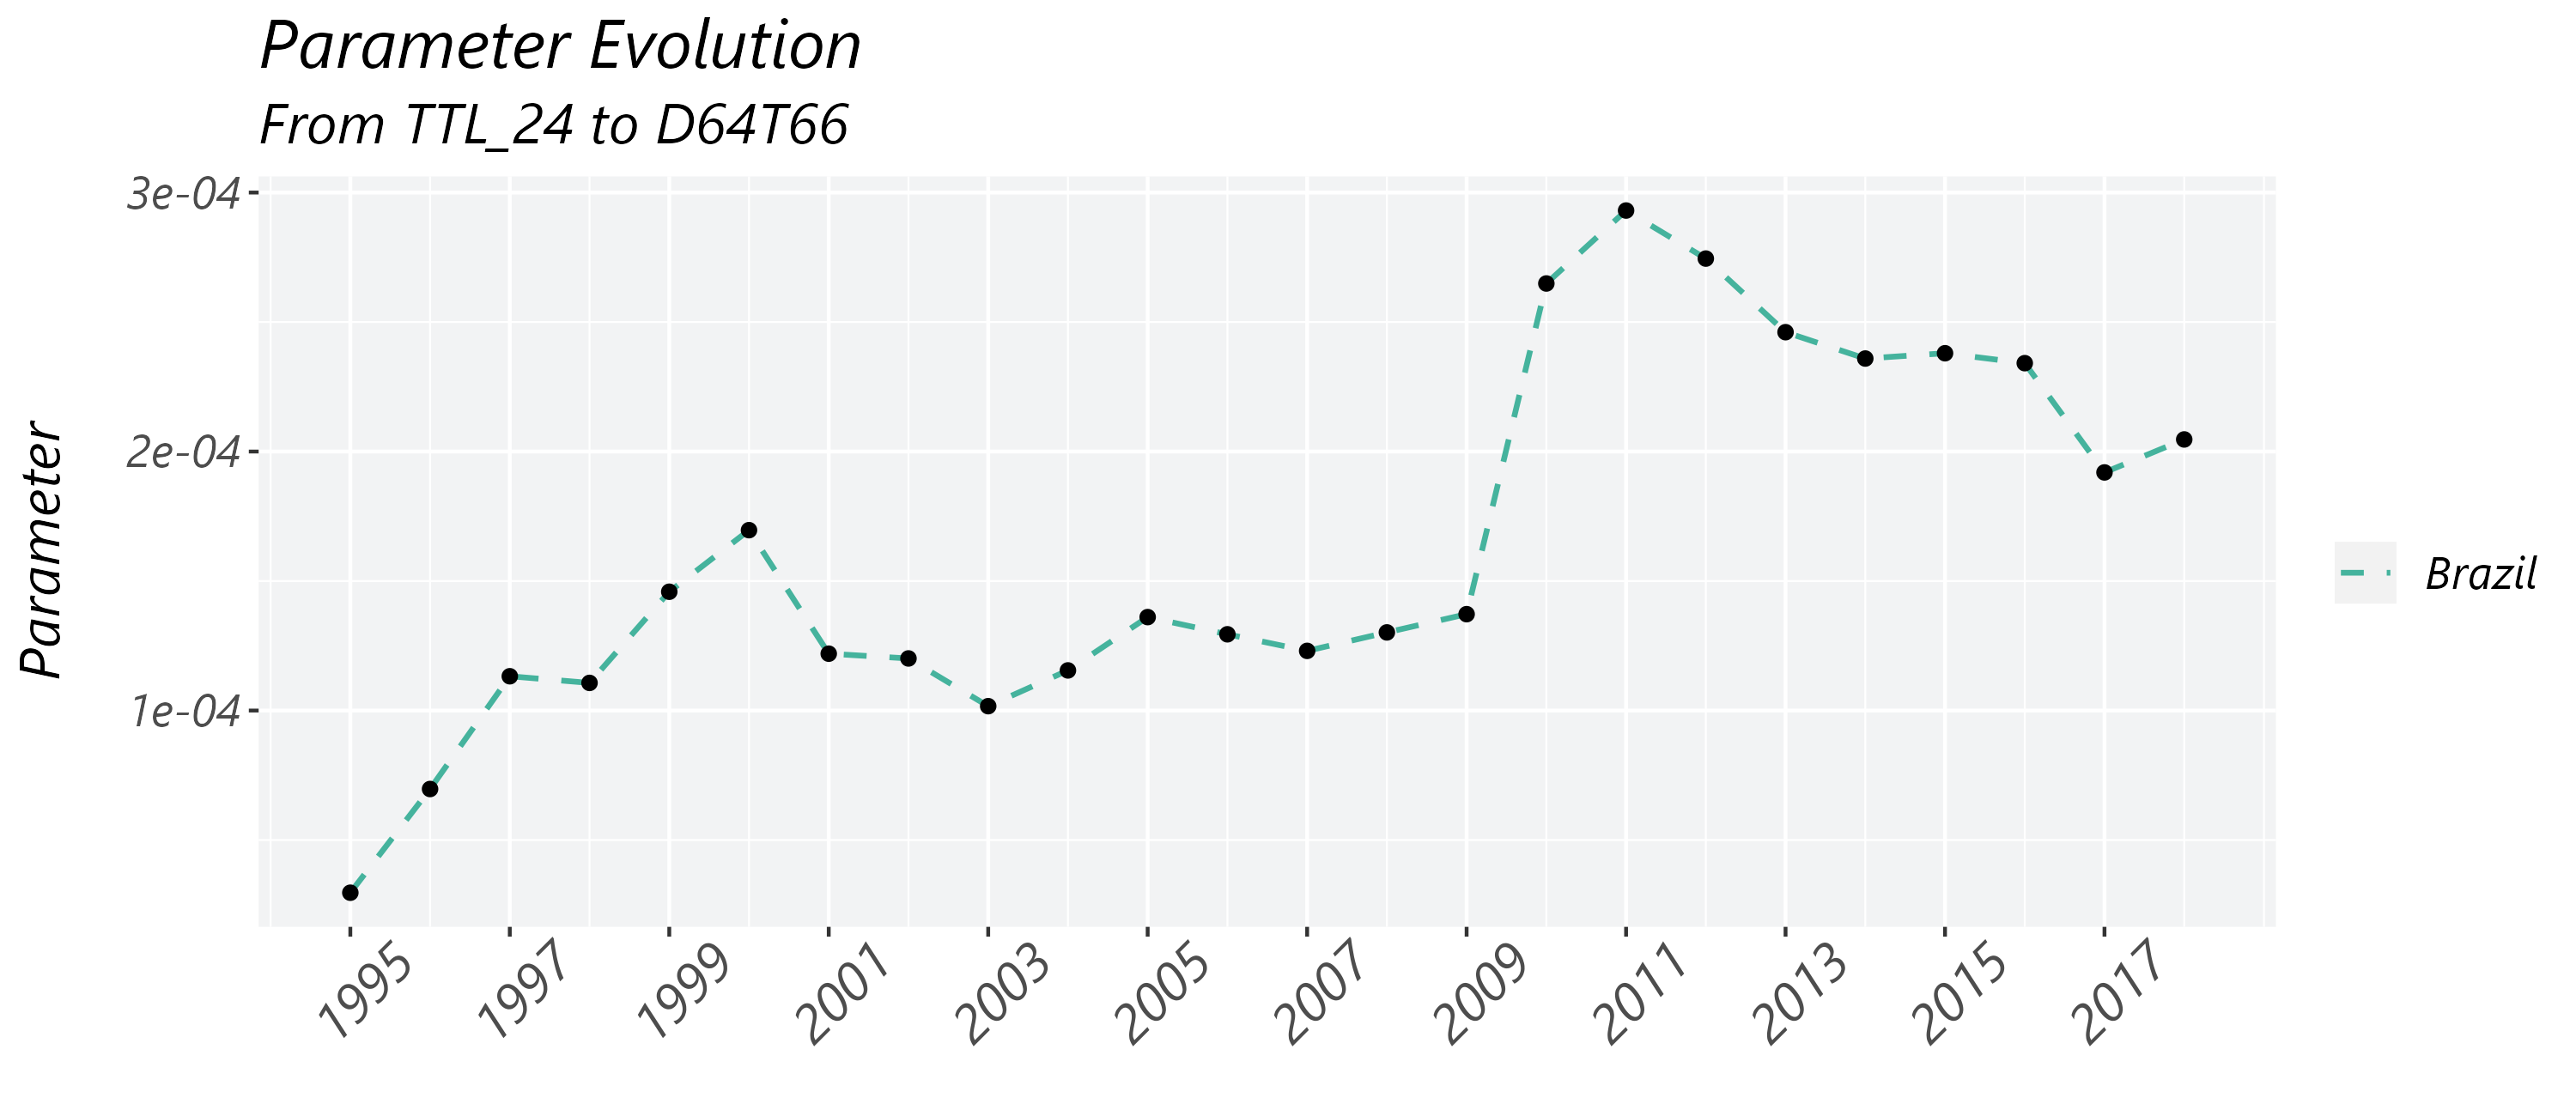 Parameter Evolution
From TTL_24 to D64T66
Parameter
3e-04
2e-04
1e-04
1995
1997
1999
2001
2003
2005
2007
2009
2011
2013
2015
2017
Brazil